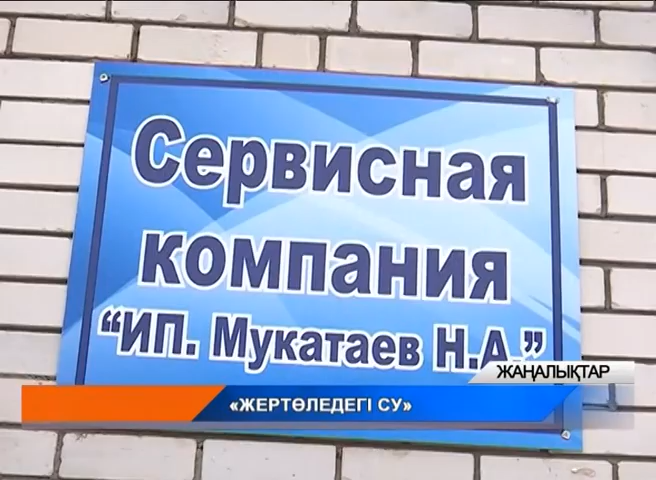 Сервисная
компания
“ИП. Мукатаев Н.А.”
ЖАҢАЛЫҚТАР
«ЖЕРТӨЛЕДЕГІ СУ»